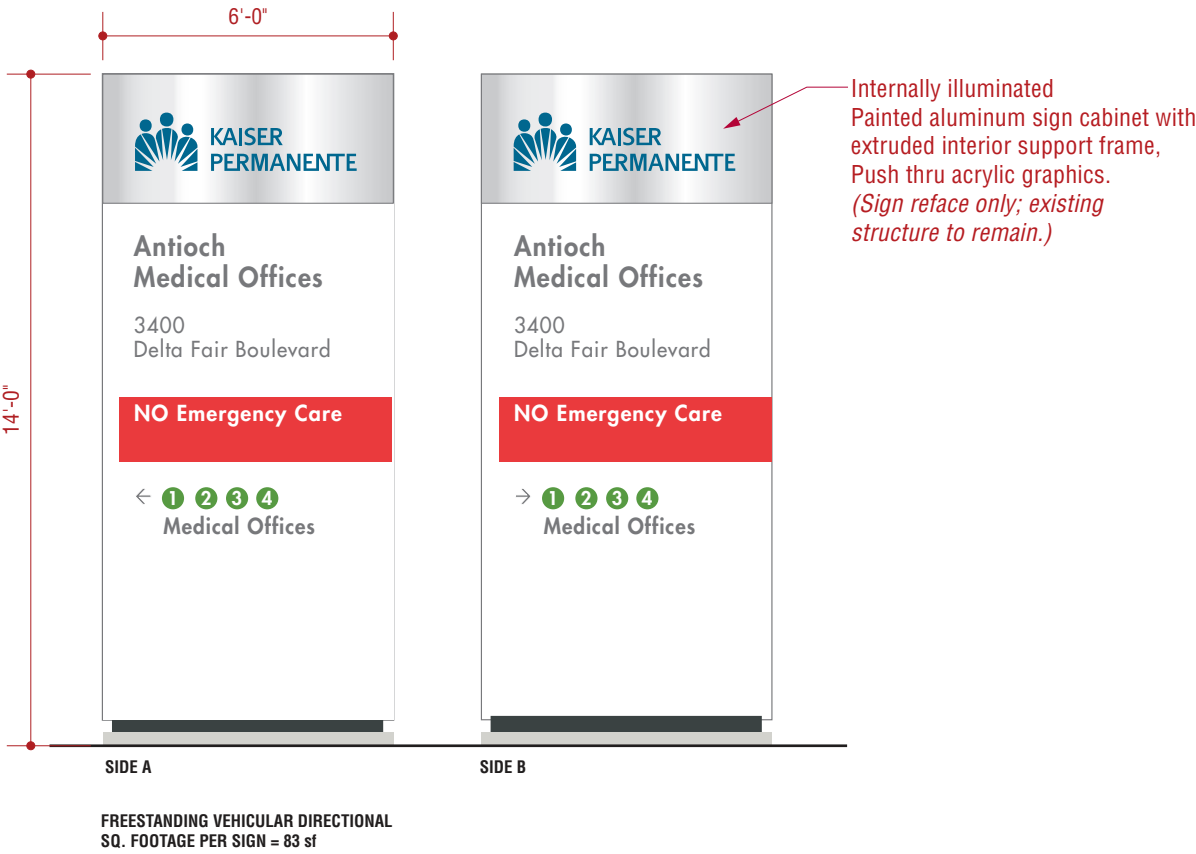 6'-0"
14'-0"
KAISER
PERMANENTE
Antioch
Medical Offices
3400
Delta Fair Boulevard
NO Emergency Care
← 1 2 3 4
Medical Offices
SIDE A
KAISER
PERMANENTE
Antioch
Medical Offices
3400
Delta Fair Boulevard
NO Emergency Care
→ 1 2 3 4
Medical Offices
SIDE B
Internally illuminated
Painted aluminum sign cabinet with
extruded interior support frame,
Push thru acrylic graphics.
(Sign reface only; existing
structure to remain.)
FREESTANDING VEHICULAR DIRECTIONAL
SQ. FOOTAGE PER SIGN = 83 sf